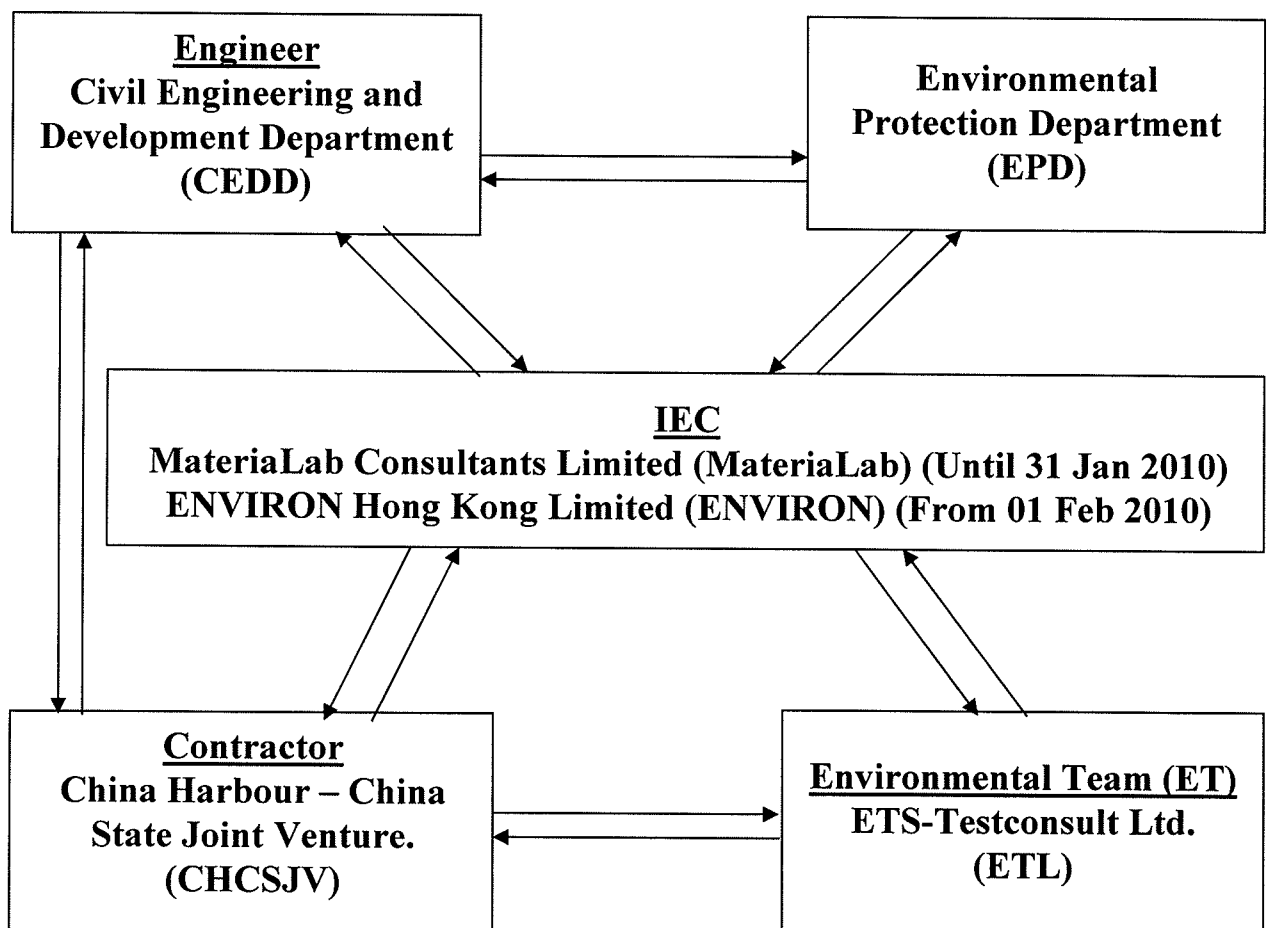 Engineer
Civil Engineering and
Development Department
(CEDD)
Environmental
Protection Department
(EPD)
IEC
MateriaLab Consultants Limited (MateriaLab) (Until 31 Jan 2010)
ENVIRON Hong Kong Limited (ENVIRON) (From 01 Feb 2010)
Contractor
China Harbour – China
State Joint Venture.
(CHCSJV)
Environmental Team (ET)
ETS-Testconsult Ltd.
(ETL)